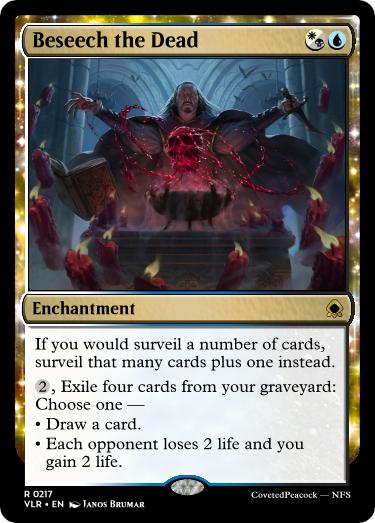 Beseech the Dead
Enchantment
If you would surveil a number of cards,
surveil that many cards plus one instead.
2, Exile four cards from your graveyard:
Choose one —
• Draw a card.
• Each opponent loses 2 life and you
gain 2 life.
R 0217
VLR • EN Janos Brumar
CovetedPeacock — NFS